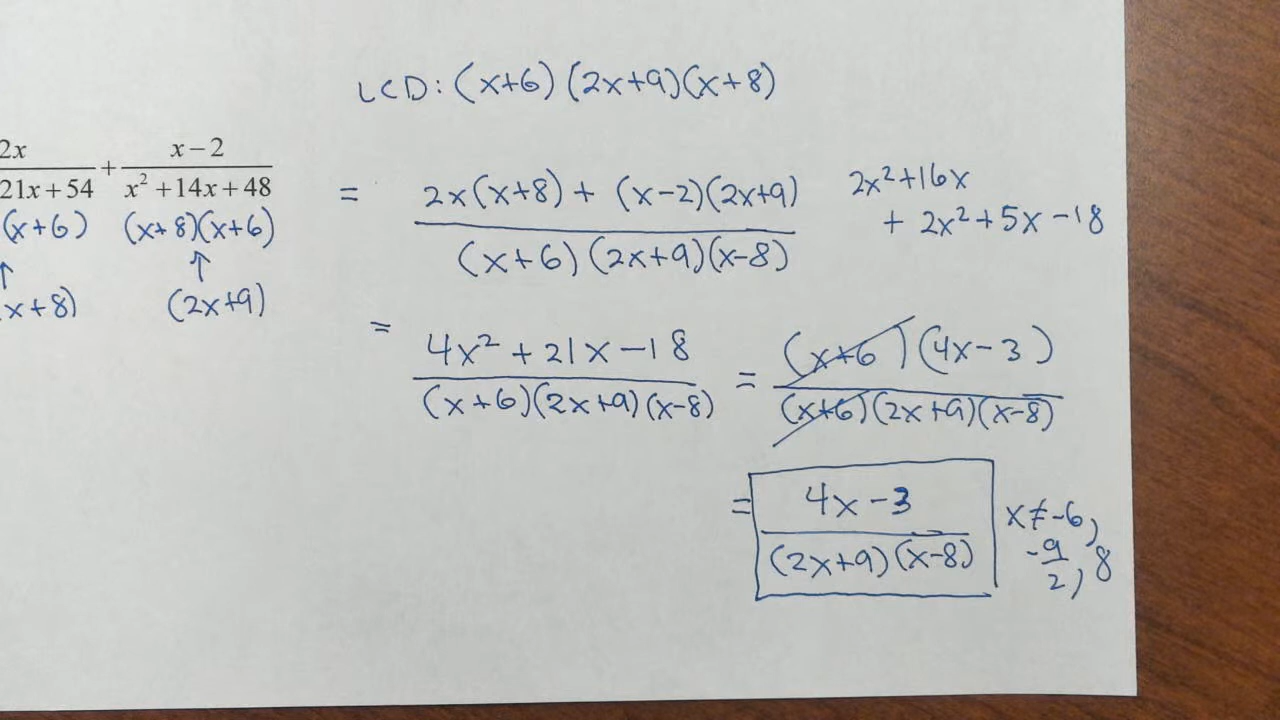 LCD: (x+6)(2x+9)(x+8)
2x/21x+54 + x-2/x²+14x+48 = 2x(x+8) + (x-2)(2x+9)/(x+6)(2x+9)(x-8)
2x²+16x
+ 2x²+5x-18
(x+6) (x+8)(x+6)
↑ ↑
x+8) (2x+9)
= 4x²+21x-18/(x+6)(2x+9)(x-8) = (x+6)(4x-3)/(x+6)(2x+9)(x-8)
= 4x-3/(2x+9)(x-8) x≠-6, -9/2, 8